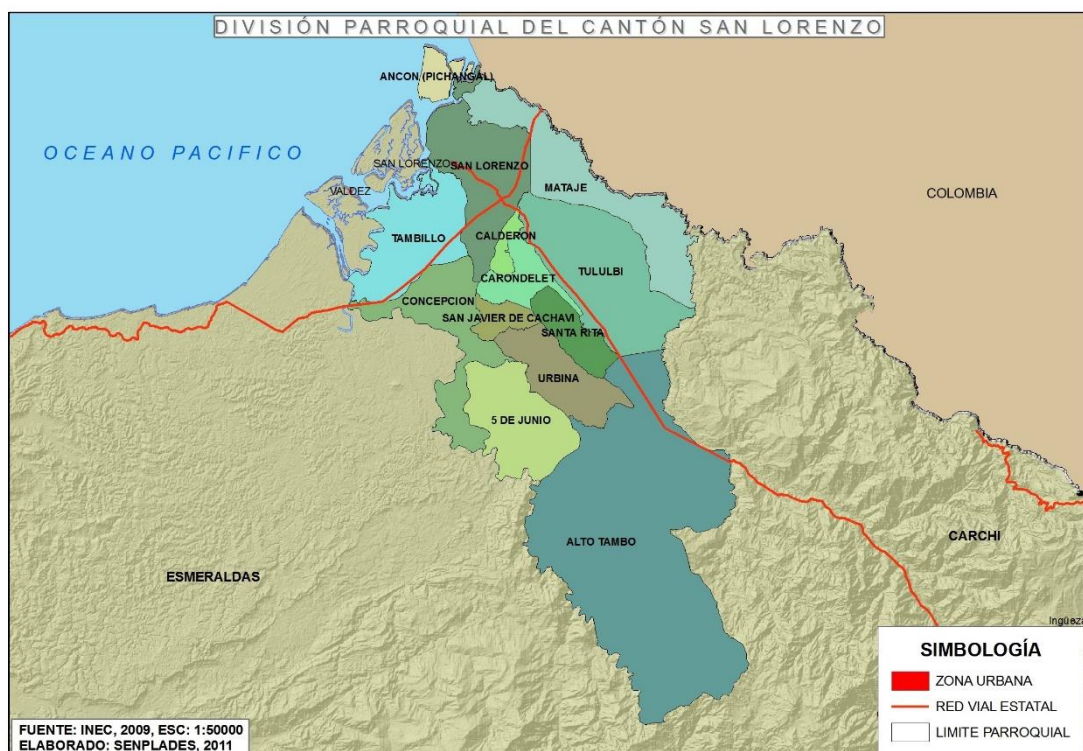 DIVISIÓN PARROQUIAL DEL CANTÓN SAN LORENZO
ANCON (PICHANGAL)
OCEANO PACIFICO
SAN LORENZO
SAN LORENZO
VALDEZ
MATAJE
COLOMBIA
TAMBILLO
CALDERON
CARONDELET
TULULBI
CONCEPCION
SAN JAVIER DE CACHAVI
SANTA RITA
URBINA
5 DE JUNIO
ALTO TAMBO
CARCHI
ESMERALDAS
Ingüeza
SIMBOLOGÍA
ZONA URBANA
RED VIAL ESTATAL
LIMITE PARROQUIAL
FUENTE: INEC, 2009, ESC: 1:50000
ELABORADO: SENPLADES, 2011